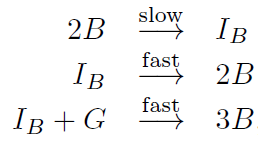 2B slow⟶ I_B
I_B fast⟶ 2B
I_B + G fast⟶ 3B